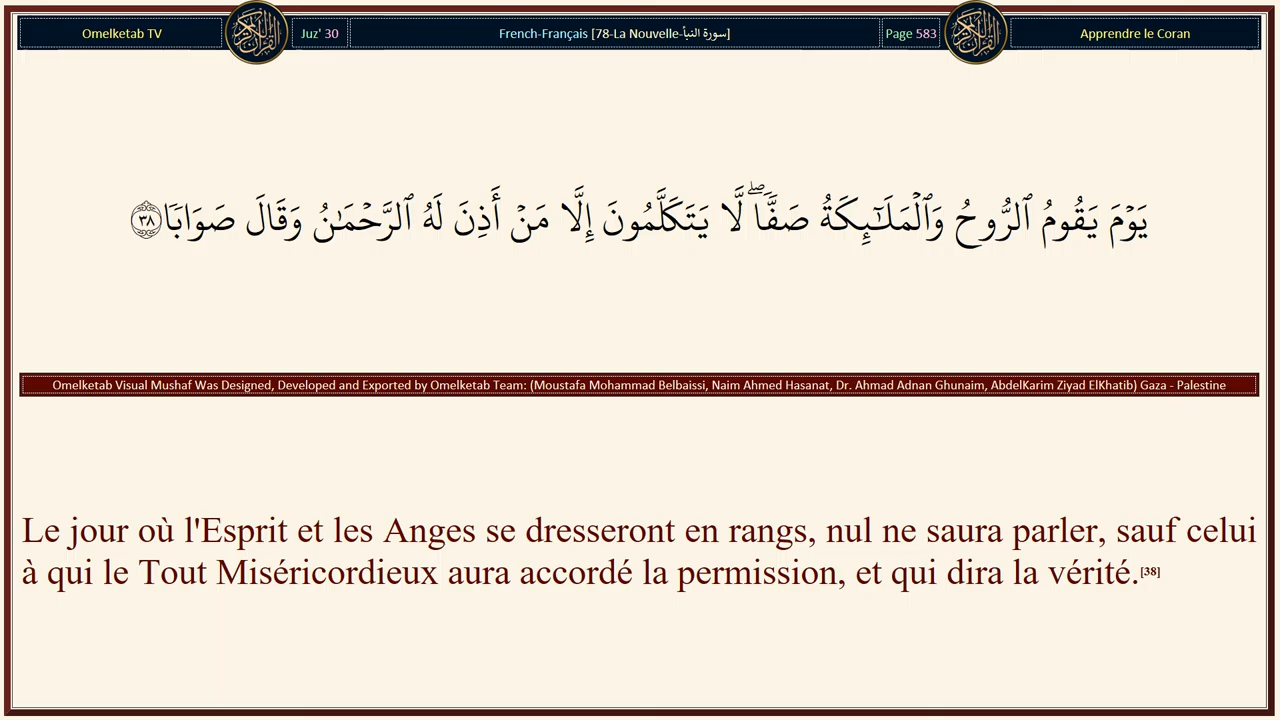 Omelketab TV
Juz' 30
French-Français [78-La Nouvelle-سورة النبأ]
Page 583
Apprendre le Coran
يَوْمَ يَقُومُ ٱلرُّوحُ وَٱلْمَلَـٰٓئِكَةُ صَفًّۭا ۖ لَّا يَتَكَلَّمُونَ إِلَّا مَنْ أَذِنَ لَهُ ٱلرَّحْمَـٰنُ وَقَالَ صَوَابًۭا ٣٨
Omelketab Visual Mushaf Was Designed, Developed and Exported by Omelketab Team: (Moustafa Mohammad Belbaissi, Naim Ahmed Hasanat, Dr. Ahmad Adnan Ghunaim, AbdelKarim Ziyad ElKhatib) Gaza - Palestine
Le jour où l'Esprit et les Anges se dresseront en rangs, nul ne saura parler, sauf celui
à qui le Tout Miséricordieux aura accordé la permission, et qui dira la vérité.[38]